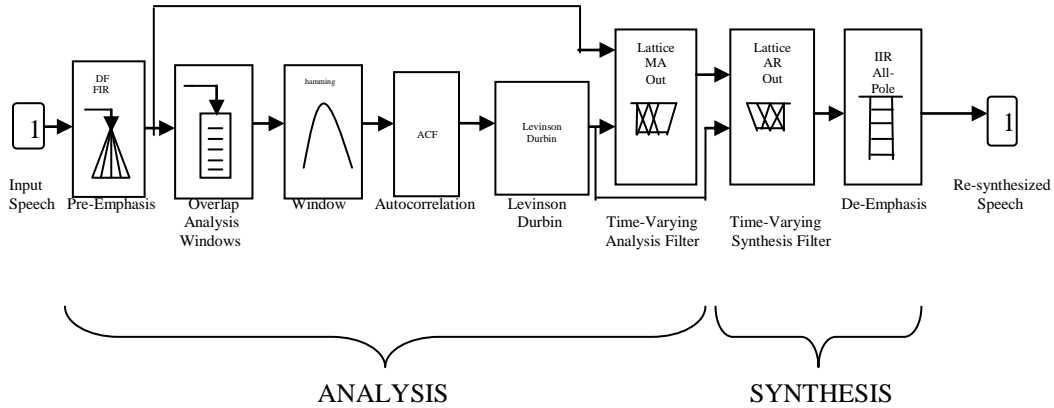 1
Input
Speech
DF
FIR
Pre-Emphasis
Overlap
Analysis
Windows
hamming
Window
ACF
Autocorrelation
Levinson
Durbin
Levinson
Durbin
Lattice
MA
Out
Time-Varying
Analysis Filter
Lattice
AR
Out
Time-Varying
Synthesis Filter
IIR
All-
Pole
De-Emphasis
1
Re-synthesized
Speech
ANALYSIS
SYNTHESIS